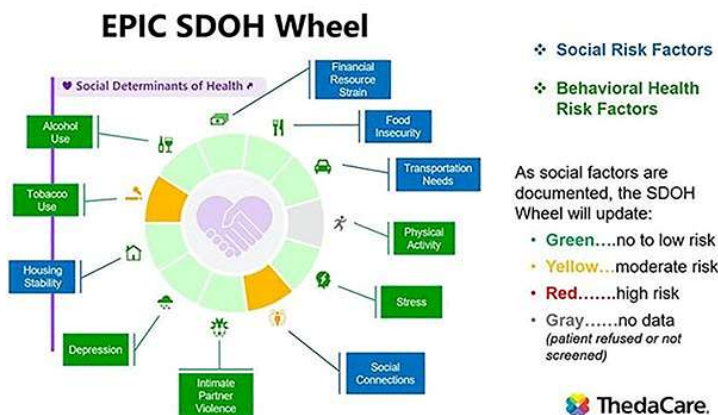 EPIC SDOH Wheel
Social Determinants of Health
Financial
Resource
Strain
Food
Insecurity
Transportation
Needs
Physical
Activity
Stress
Social
Connections
Intimate
Partner
Violence
Depression
Housing
Stability
Tobacco
Use
Alcohol
Use
Social Risk Factors
Behavioral Health
Risk Factors
As social factors are
documented, the SDOH
Wheel will update:
• Green....no to low risk
• Yellow...moderate risk
• Red.......high risk
• Gray......no data
(patient refused or not
screened)
ThedaCare.